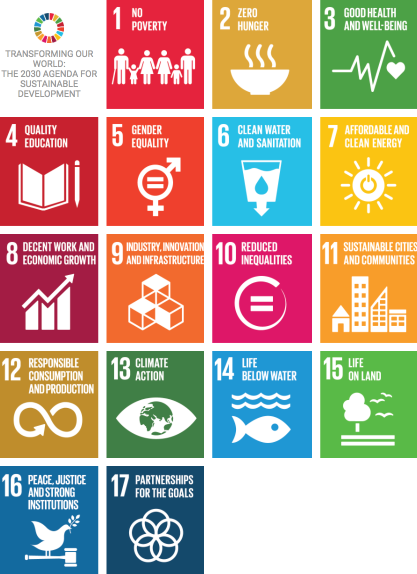 TRANSFORMING OUR
WORLD:
THE 2030 AGENDA FOR
SUSTAINABLE
DEVELOPMENT
1 NO
POVERTY
2 ZERO
HUNGER
3 GOOD HEALTH
AND WELL-BEING
4 QUALITY
EDUCATION
5 GENDER
EQUALITY
6 CLEAN WATER
AND SANITATION
7 AFFORDABLE AND
CLEAN ENERGY
8 DECENT WORK AND
ECONOMIC GROWTH
9 INDUSTRY, INNOVATION
AND INFRASTRUCTURE
10 REDUCED
INEQUALITIES
11 SUSTAINABLE CITIES
AND COMMUNITIES
12 RESPONSIBLE
CONSUMPTION
AND PRODUCTION
13 CLIMATE
ACTION
14 LIFE
BELOW WATER
15 LIFE
ON LAND
16 PEACE, JUSTICE
AND STRONG
INSTITUTIONS
17 PARTNERSHIPS
FOR THE GOALS